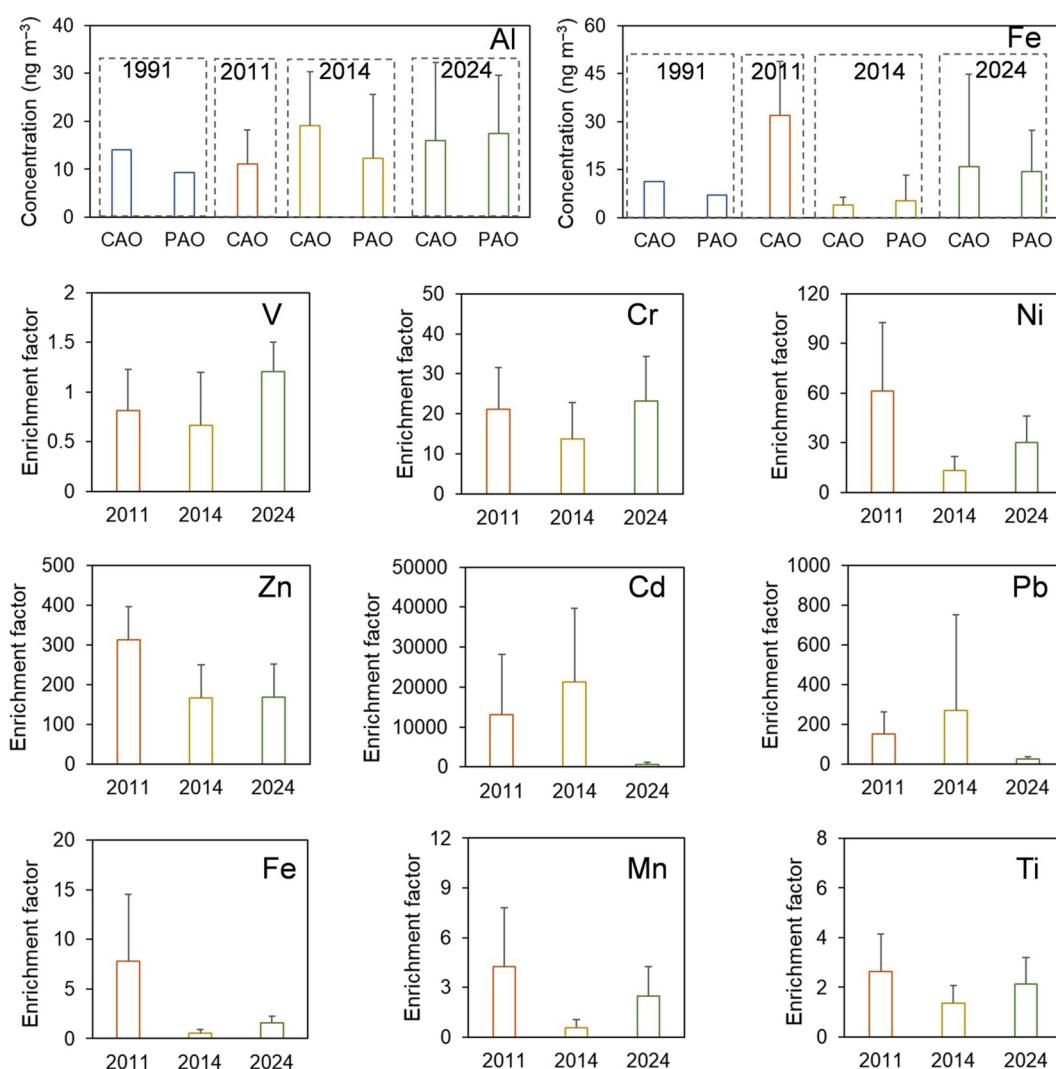 Al
Concentration (ng m⁻³)
40
30
20
10
0
1991
2011
2014
2024
CAO PAO CAO CAO PAO CAO PAO
Fe
Concentration (ng m⁻³)
60
45
30
15
0
1991
2011
2014
2024
CAO PAO CAO CAO PAO CAO PAO
V
Enrichment factor
2
1.5
1
0.5
0
2011 2014 2024
Cr
Enrichment factor
50
40
30
20
10
0
2011 2014 2024
Ni
Enrichment factor
120
90
60
30
0
2011 2014 2024
Zn
Enrichment factor
500
400
300
200
100
0
2011 2014 2024
Cd
Enrichment factor
50000
40000
30000
20000
10000
0
2011 2014 2024
Pb
Enrichment factor
1000
800
600
400
200
0
2011 2014 2024
Fe
Enrichment factor
20
15
10
5
0
2011 2014 2024
Mn
Enrichment factor
12
9
6
3
0
2011 2014 2024
Ti
Enrichment factor
8
6
4
2
0
2011 2014 2024